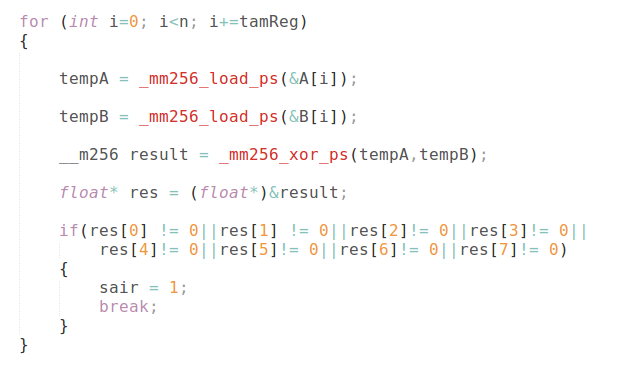 for (int i=0; i<n; i+=tamReg)
{
tempA = _mm256_load_ps(&A[i]);
tempB = _mm256_load_ps(&B[i]);
__m256 result = _mm256_xor_ps(tempA,tempB);
float* res = (float*)&result;
if(res[0] != 0||res[1] != 0||res[2]!= 0||res[3]!= 0||
res[4]!= 0||res[5]!= 0||res[6]!= 0||res[7]!= 0)
{
sair = 1;
break;
}
}